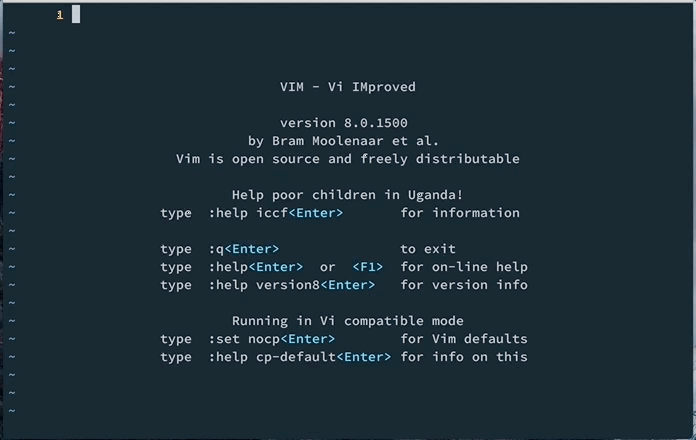 1
~
~
~
~ VIM - Vi IMproved
~
~ version 8.0.1500
~ by Bram Moolenaar et al.
~ Vim is open source and freely distributable
~
~ Help poor children in Uganda!
~ type :help iccf<Enter> for information
~
~ type :q<Enter> to exit
~ type :help<Enter> or <F1> for on-line help
~ type :help version8<Enter> for version info
~
~ Running in Vi compatible mode
~ type :set nocp<Enter> for Vim defaults
~ type :help cp-default<Enter> for info on this
~
~
~